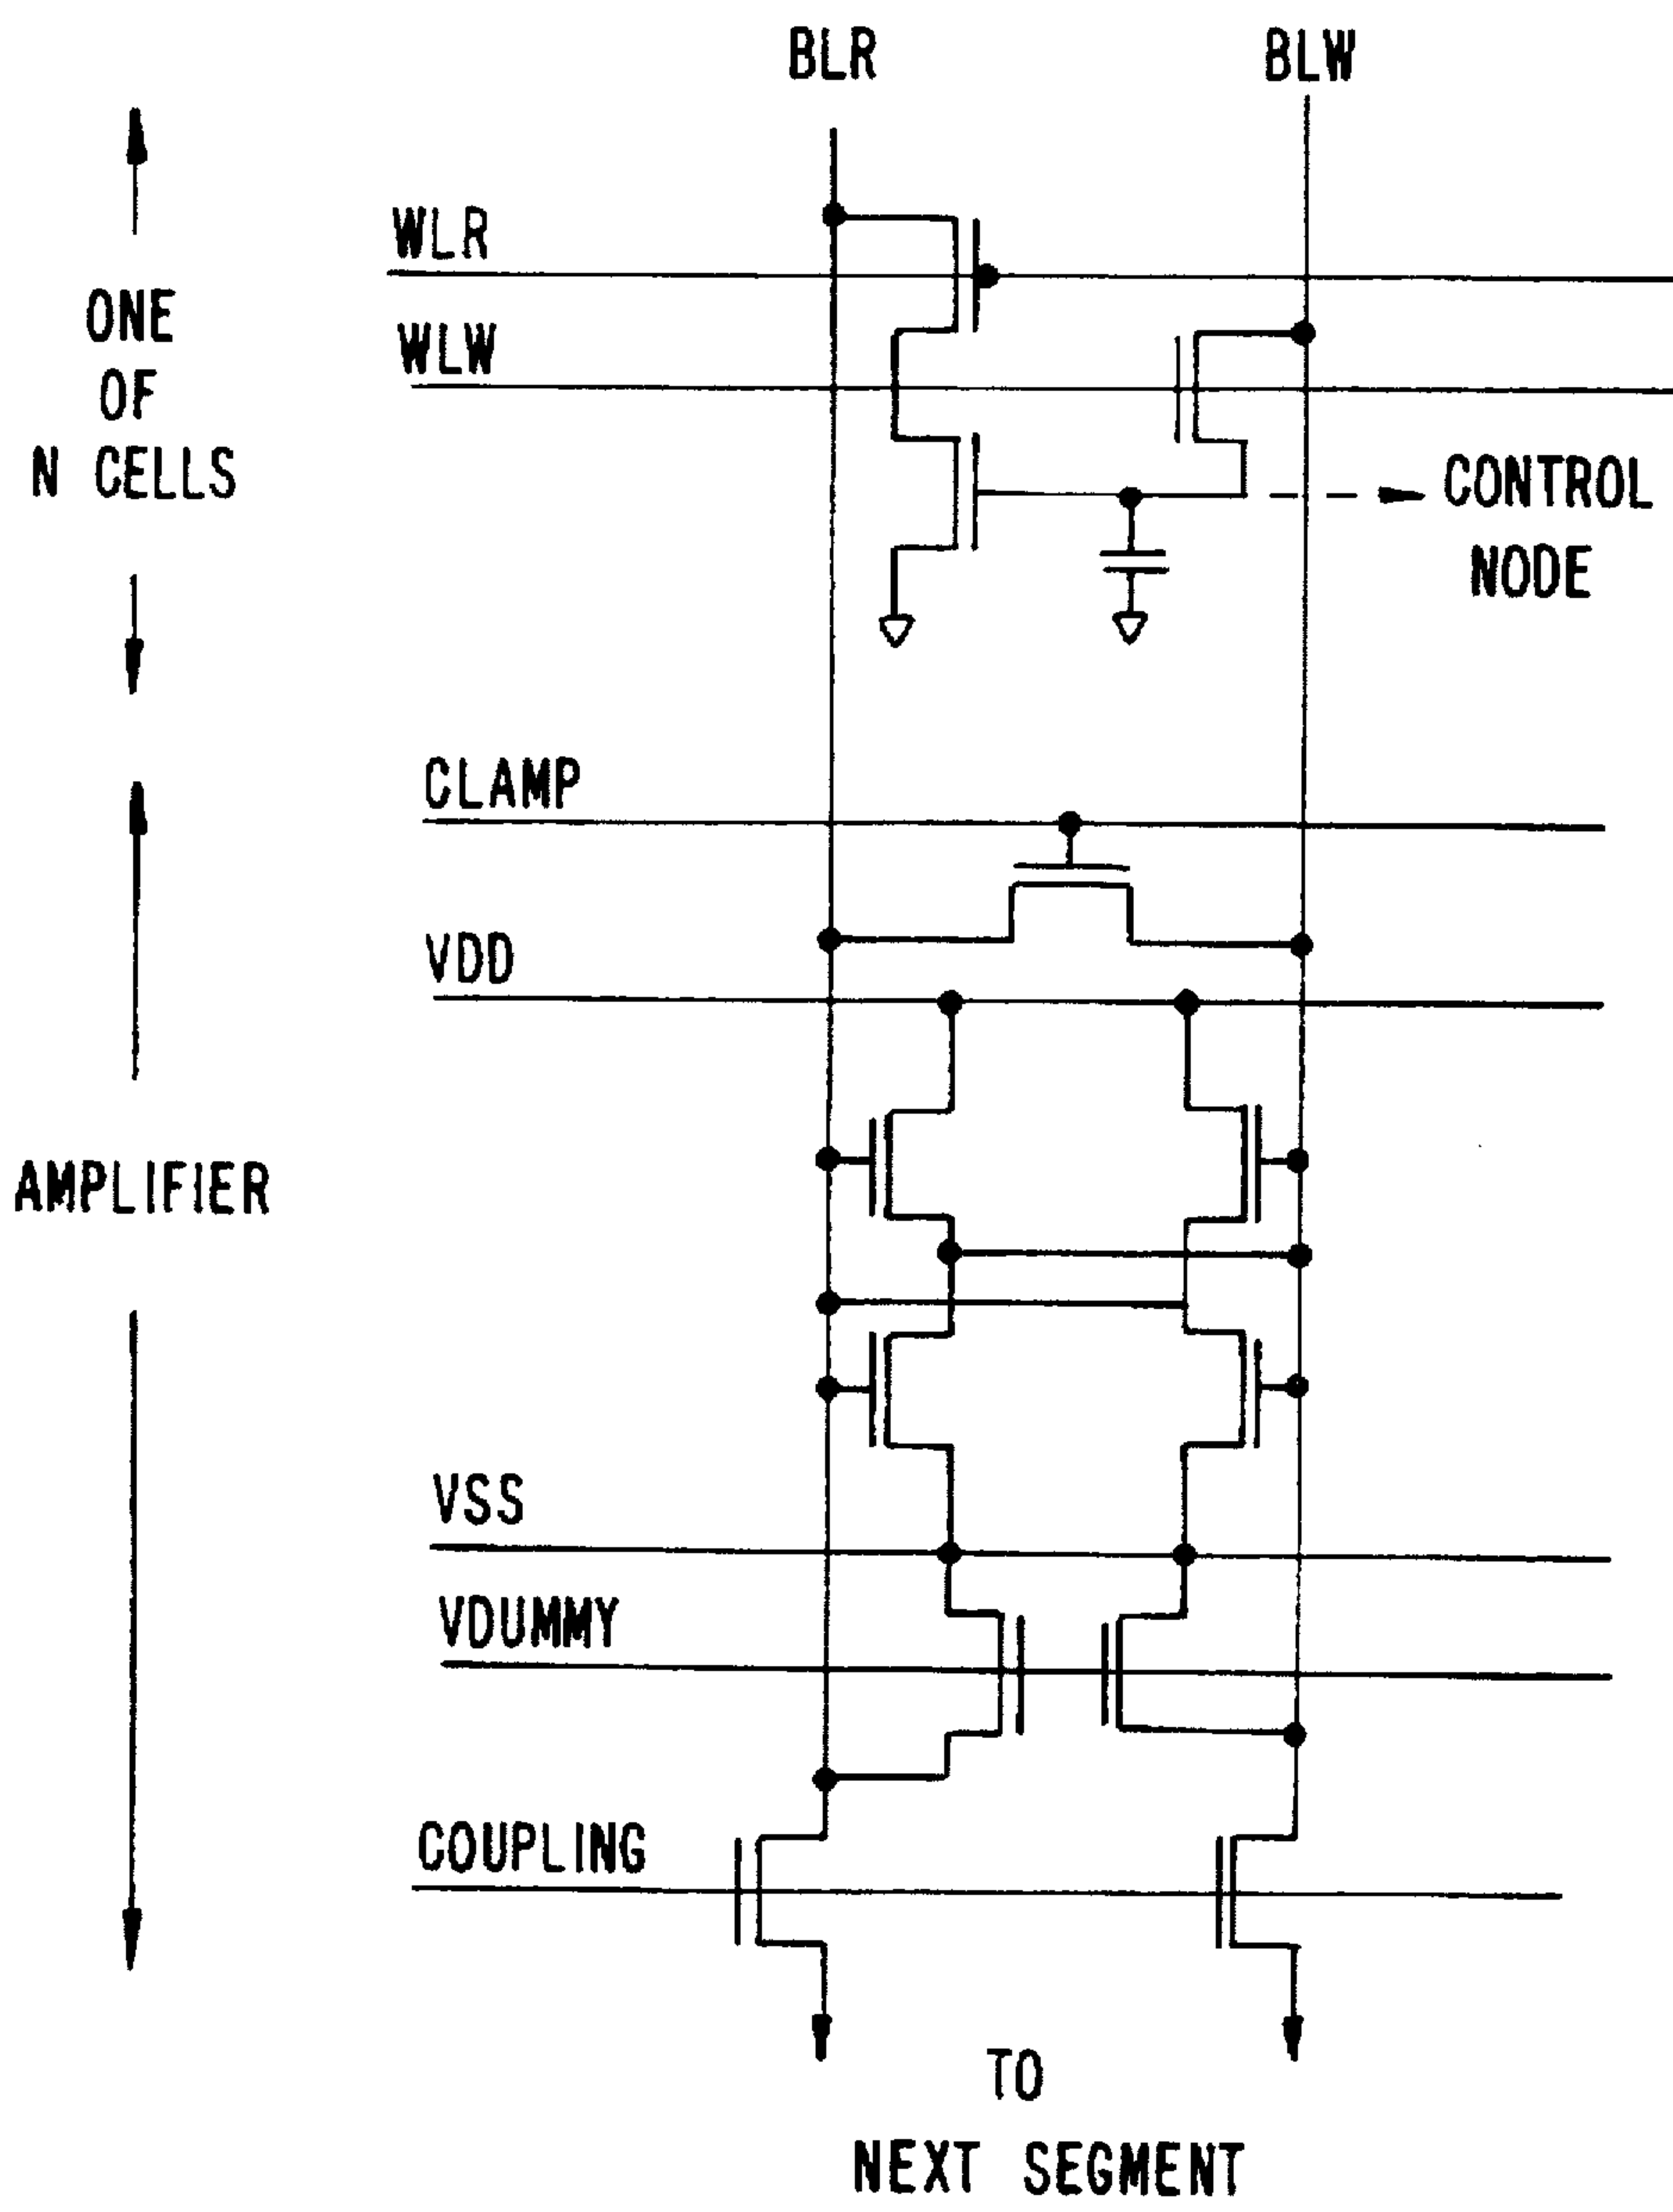 BLR
BLW
WLR
WLW
ONE
OF
N CELLS
CONTROL
NODE
CLAMP
VDD
AMPLIFIER
VSS
VDUMMY
COUPLING
TO
NEXT SEGMENT